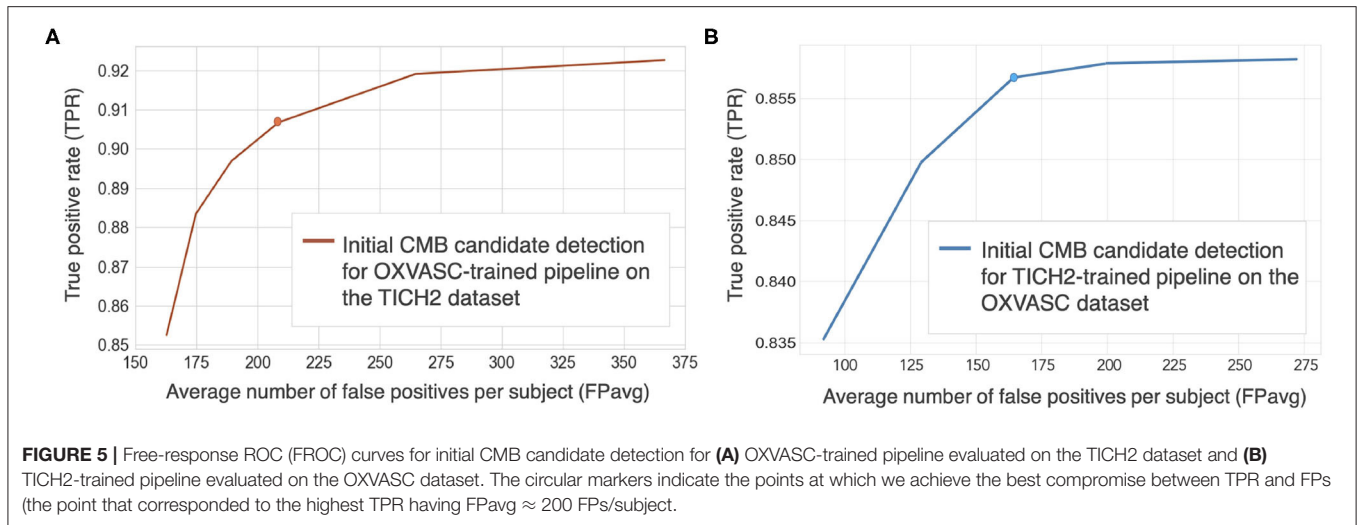 A
True positive rate (TPR)
0.92
0.91
0.90
0.89
0.88
0.87
0.86
0.85
150 175 200 225 250 275 300 325 350 375
Average number of false positives per subject (FPavg)
Initial CMB candidate detection
for OXVASC-trained pipeline on
the TICH2 dataset
B
True positive rate (TPR)
0.855
0.850
0.845
0.840
0.835
100 125 150 175 200 225 250 275
Average number of false positives per subject (FPavg)
Initial CMB candidate detection
for TICH2-trained pipeline on the
OXVASC dataset
FIGURE 5 | Free-response ROC (FROC) curves for initial CMB candidate detection for (A) OXVASC-trained pipeline evaluated on the TICH2 dataset and (B)
TICH2-trained pipeline evaluated on the OXVASC dataset. The circular markers indicate the points at which we achieve the best compromise between TPR and FPs
(the point that corresponded to the highest TPR having FPavg ≈ 200 FPs/subject.